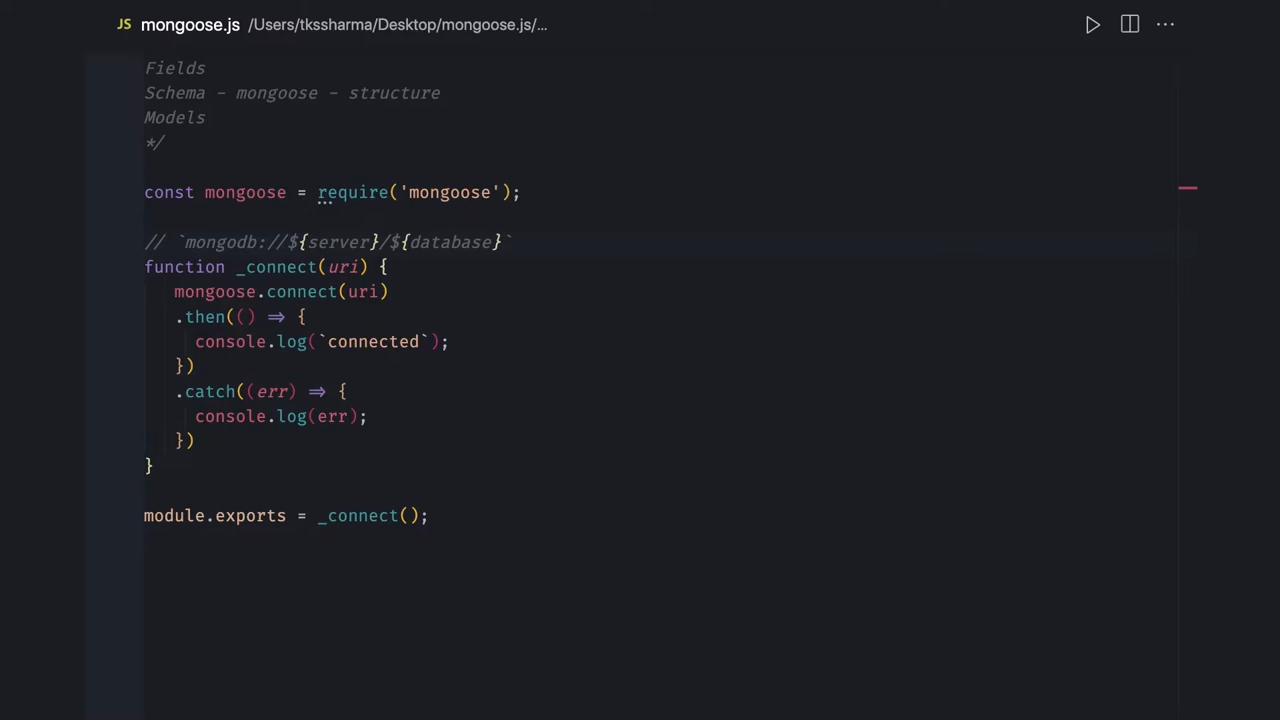 JS mongoose.js /Users/tkssharma/Desktop/mongoose.js/...
Fields
Schema - mongoose - structure
Models
*/
const mongoose = require('mongoose');
// `mongodb://${server}/${database}`
function _connect(uri) {
mongoose.connect(uri)
.then(() => {
console.log(`connected`);
})
.catch((err) => {
console.log(err);
})
}
module.exports = _connect();